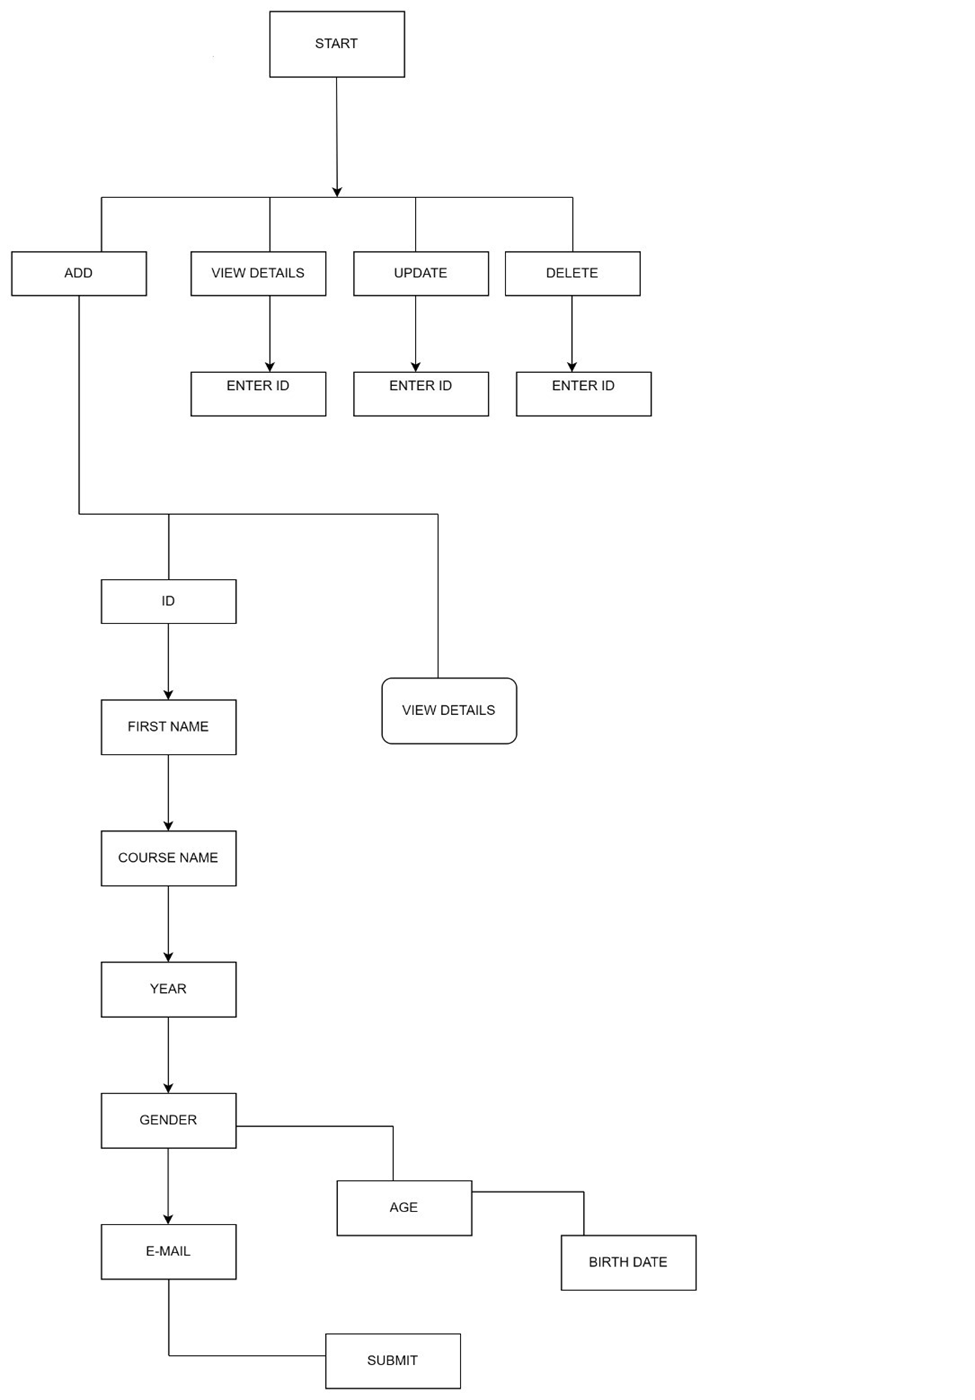 START
ADD
VIEW DETAILS
UPDATE
DELETE
ENTER ID
ENTER ID
ENTER ID
ID
FIRST NAME
VIEW DETAILS
COURSE NAME
YEAR
GENDER
AGE
E-MAIL
BIRTH DATE
SUBMIT